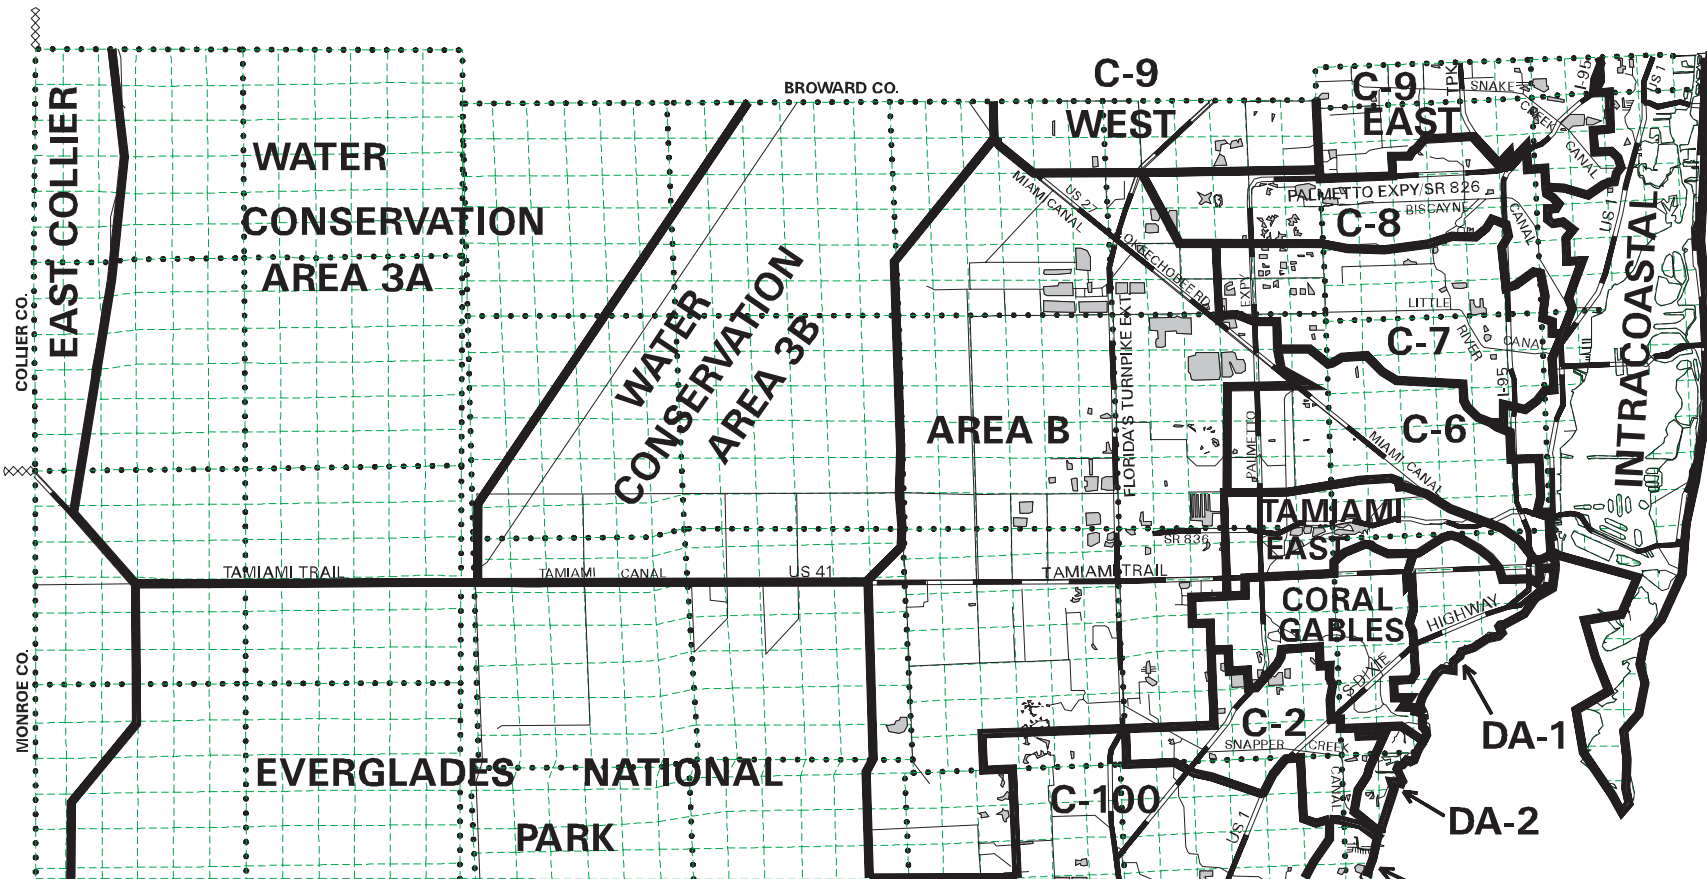 BROWARD CO.
C-9
WEST
C-9
EAST
TPK
SNAKE
CREEK
CANAL
I-95
US 1
EAST COLLIER
WATER
CONSERVATION
AREA 3A
WATER
CONSERVATION
AREA 3B
MIAMI CANAL
US 27
OKEECHOBEE RD
PALMETTO EXPY/SR 826
BISCAYNE
CANAL
C-8
US 1
INTRACOASTAL
COLLIER CO.
EXPY
LITTLE
RIVER
CANAL
C-7
I-95
FLORIDA'S TURNPIKE EXT
AREA B
PALMETTO
C-6
MIAMI CANAL
TAMIAMI
EAST
SR 836
TAMIAMI TRAIL
TAMIAMI
CANAL
US 41
TAMIAMI TRAIL
CORAL
GABLES
HIGHWAY
S DIXIE
MONROE CO.
C-2
SNAPPER
CREEK
CANAL
DA-1
EVERGLADES NATIONAL
PARK
C-100
US 1
DA-2